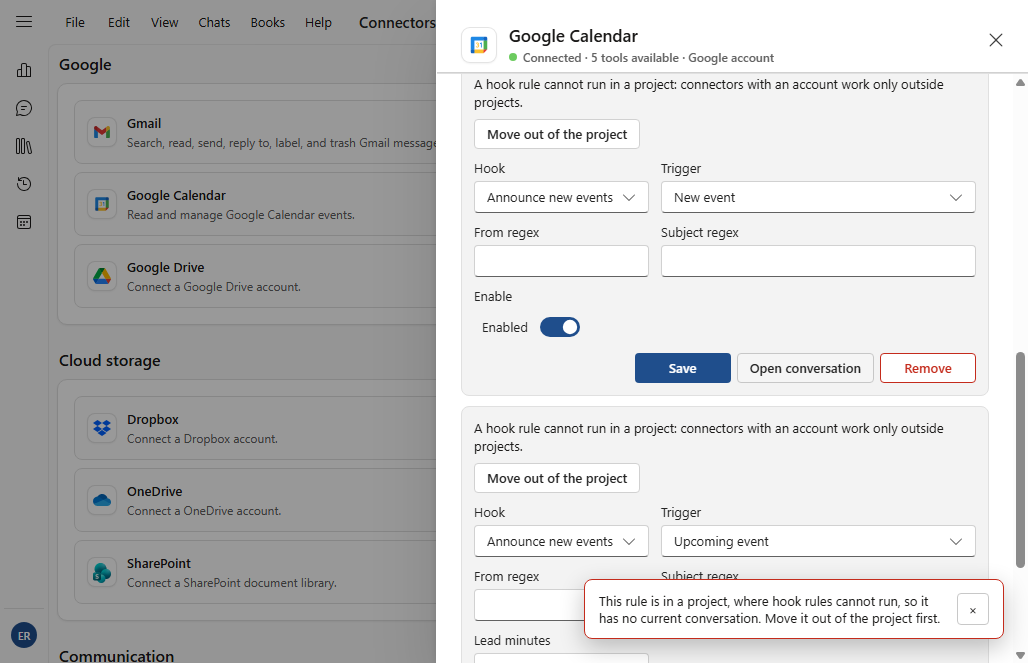 File Edit View Chats Books Help Connectors
Google
Gmail
Search, read, send, reply to, label, and trash Gmail message
Google Calendar
Read and manage Google Calendar events.
Google Drive
Connect a Google Drive account.
Cloud storage
Dropbox
Connect a Dropbox account.
OneDrive
Connect a OneDrive account.
SharePoint
Connect a SharePoint document library.
Communication
ER
Google Calendar
Connected · 5 tools available · Google account
A hook rule cannot run in a project: connectors with an account work only outside
projects.
Move out of the project
Hook Trigger
Announce new events New event
From regex Subject regex
Enable
Enabled
Save Open conversation Remove
A hook rule cannot run in a project: connectors with an account work only outside
projects.
Move out of the project
Hook Trigger
Announce new events Upcoming event
From regex Subject regex
Lead minutes
This rule is in a project, where hook rules cannot run, so it
has no current conversation. Move it out of the project first.
×